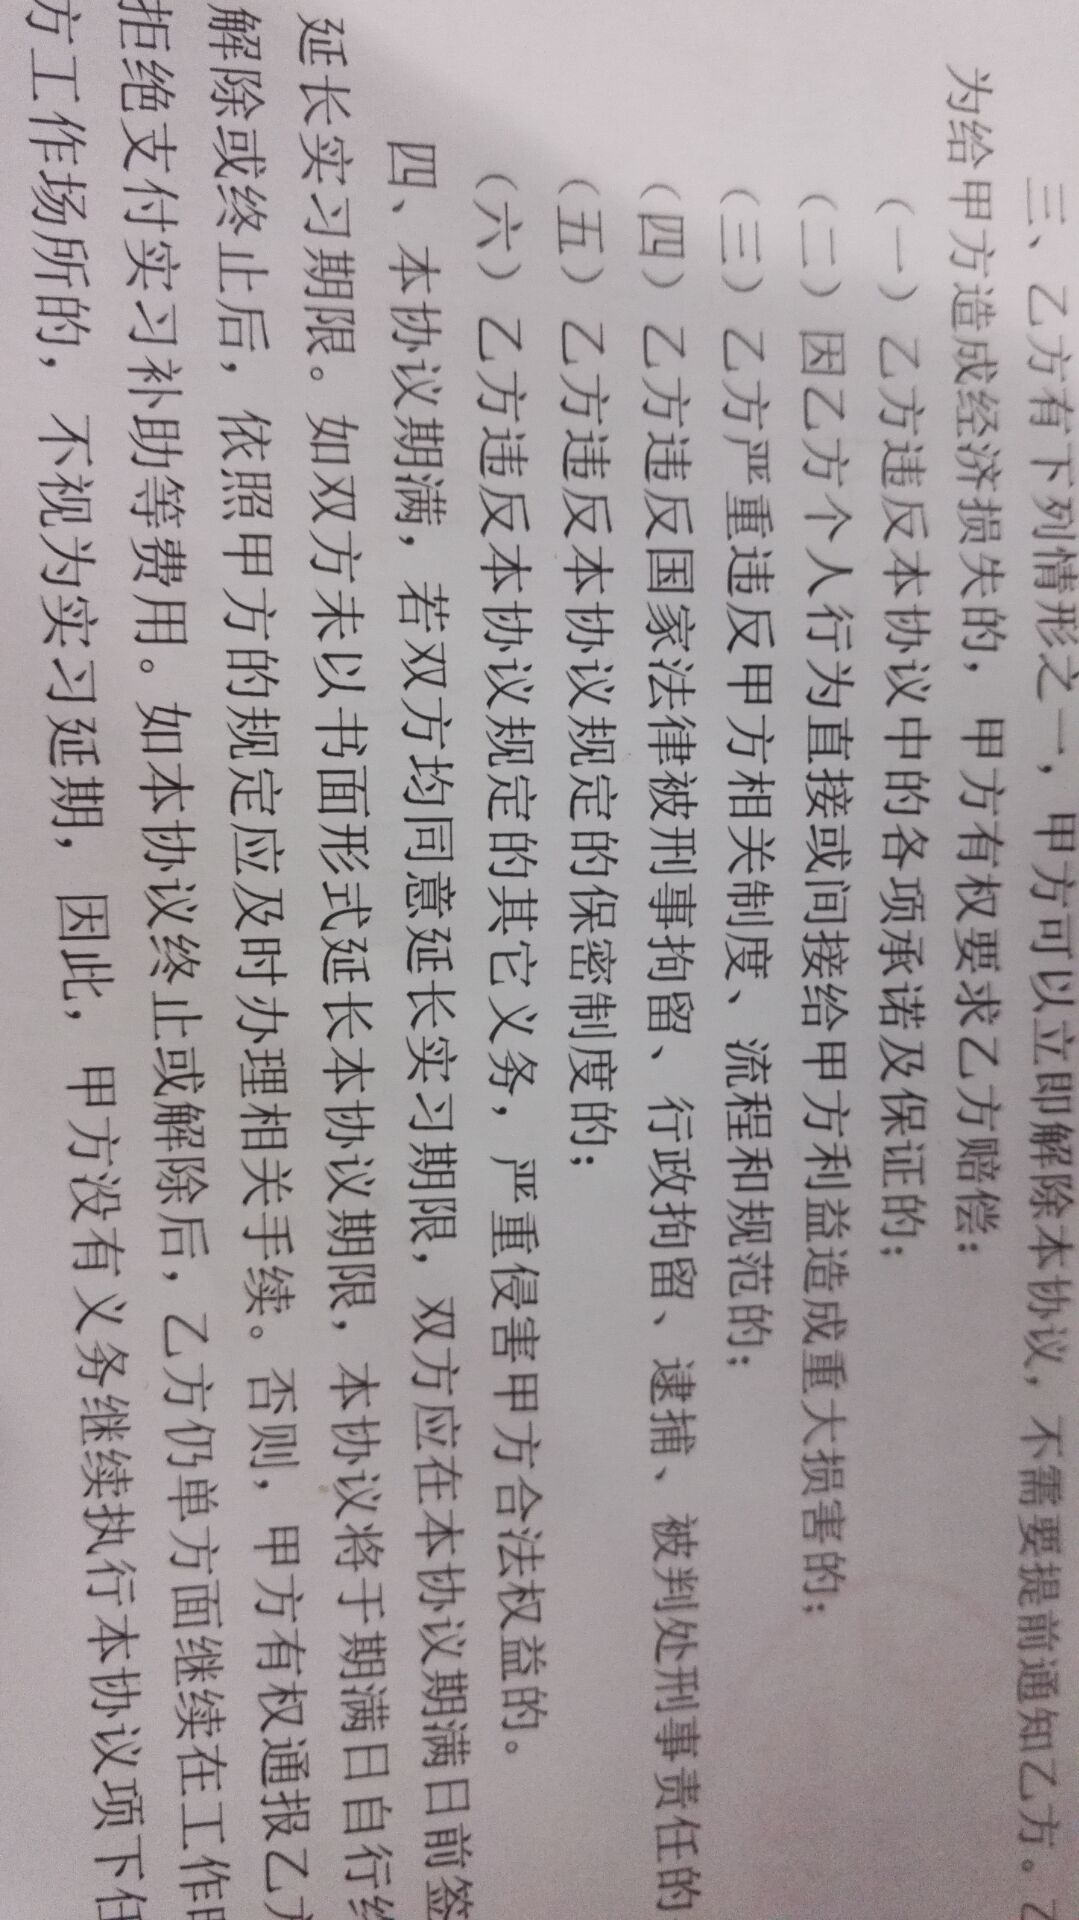 三、乙方有下列情形之一，甲方可以立即解除本协议，不需要提前通知乙方。
为给甲方造成经济损失的，甲方有权要求乙方赔偿：
（一）乙方违反本协议中的各项承诺及保证的；
（二）因乙方个人行为直接或间接给甲方利益造成重大损害的；
（三）乙方严重违反甲方相关制度、流程和规范的；
（四）乙方违反国家法律被刑事拘留、行政拘留、逮捕、被判处刑事责任的
（五）乙方违反本协议规定的保密制度的；
（六）乙方违反本协议规定的其它义务，严重侵害甲方合法权益的。
四、本协议期满，若双方均同意延长实习期限，双方应在本协议期满日前签
延长实习期限。如双方未以书面形式延长本协议期限，本协议将于期满日自行
解除或终止后，依照甲方的规定应及时办理相关手续。否则，甲方有权通报乙方
拒绝支付实习补助等费用。如本协议终止或解除后，乙方仍单方面继续在工作
方工作场所的，不视为实习延期，因此，甲方没有义务继续执行本协议项下任